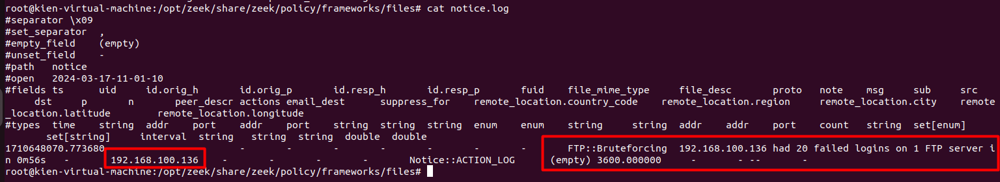 root@kien-virtual-machine:/opt/zeek/share/zeek/policy/frameworks/files# cat notice.log
#separator \x09
#set_separator	,
#empty_field	(empty)
#unset_field	-
#path	notice
#open	2024-03-17-11-01-10
#fields	ts	uid	id.orig_h	id.orig_p	id.resp_h	id.resp_p	fuid	file_mime_type	file_desc	proto	note	msg	sub	src
dst	p	n	peer_descr	actions	email_dest	suppress_for	remote_location.country_code	remote_location.region	remote_location.city	remote
_location.latitude	remote_location.longitude
#types	time	string	addr	port	addr	port	string	string	string	enum	enum	string	string	addr	addr	port	count	string	set[enum]
set[string]	interval	string	string	string	double	double
1710648070.773680	-	-	-	-	-	-	-	-	-	FTP::Bruteforcing	192.168.100.136 had 20 failed logins on 1 FTP server i
n 0m56s	-	192.168.100.136	-	-	-	-	Notice::ACTION_LOG	(empty)	3600.000000	-	-	-	-	-
root@kien-virtual-machine:/opt/zeek/share/zeek/policy/frameworks/files#